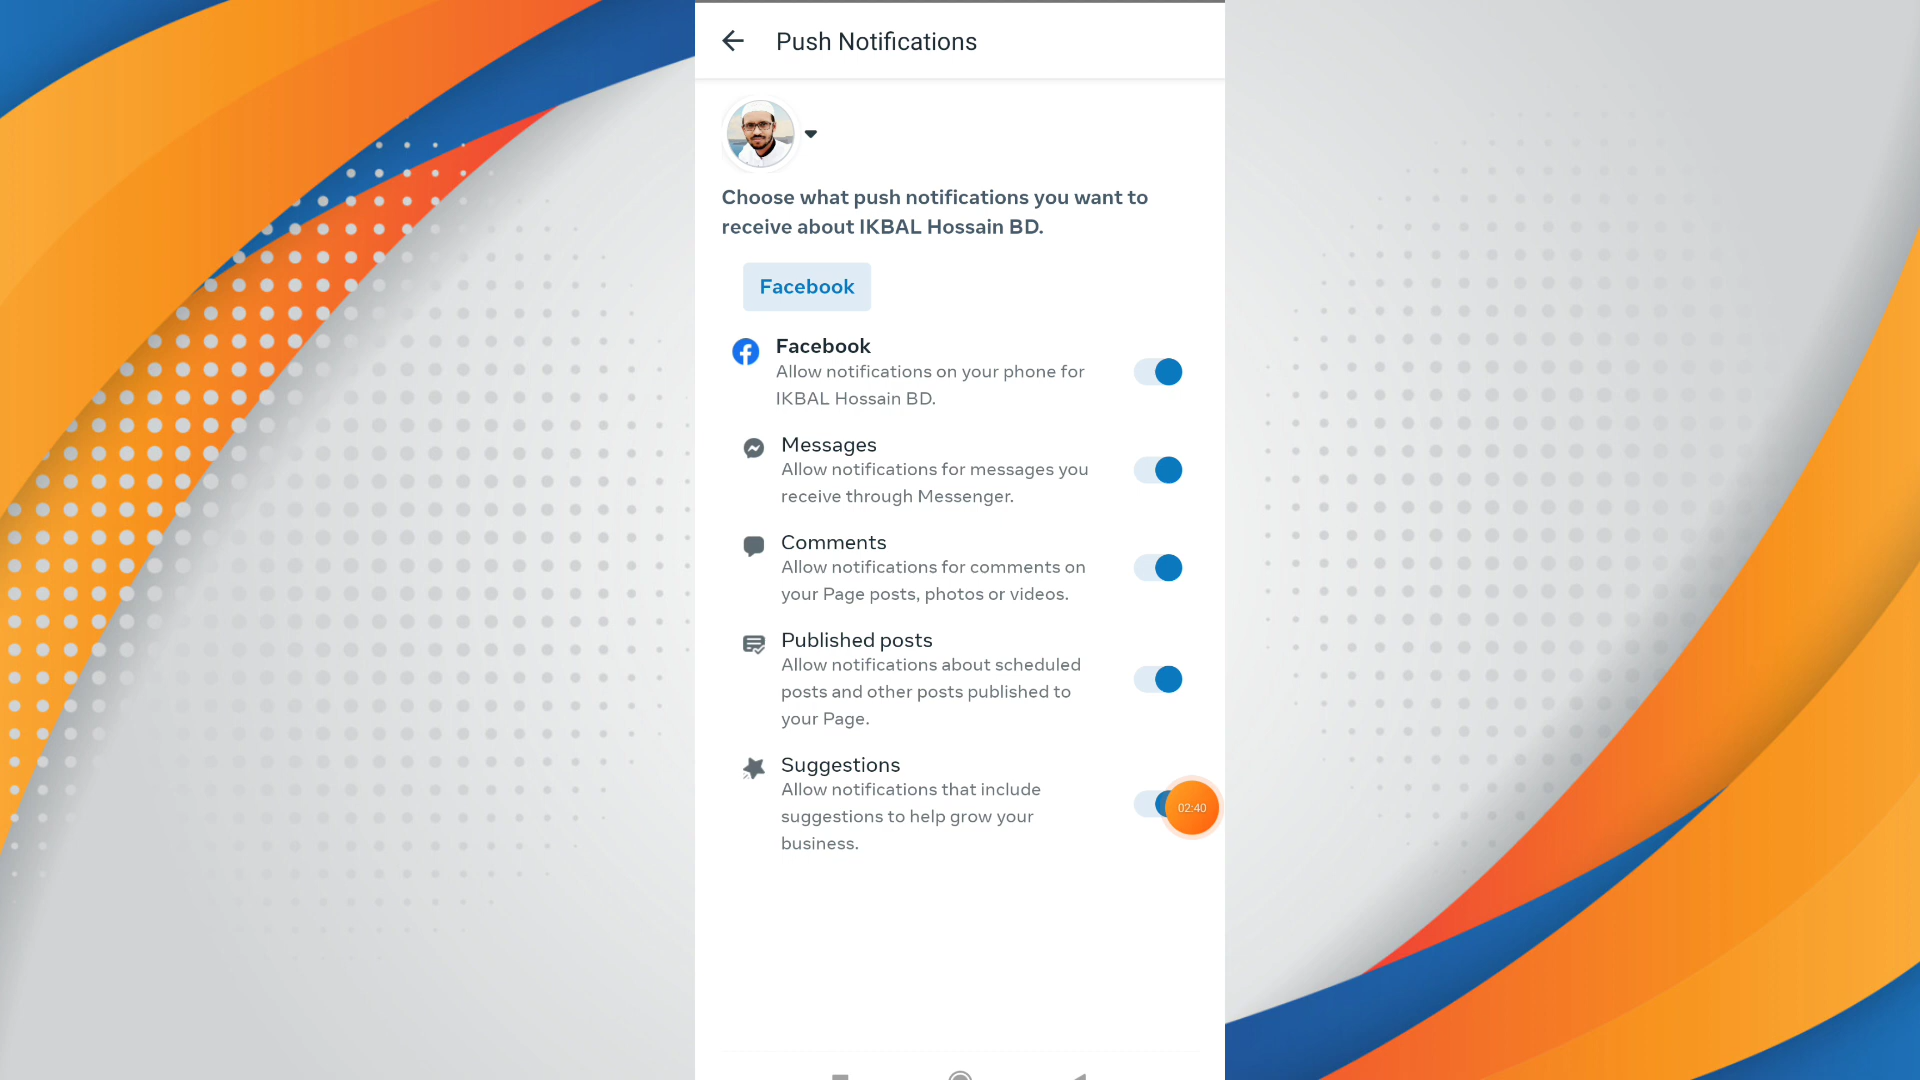 Push Notifications
Choose what push notifications you want to
receive about IKBAL Hossain BD.
Facebook
Facebook
Allow notifications on your phone for
IKBAL Hossain BD.
Messages
Allow notifications for messages you
receive through Messenger.
Comments
Allow notifications for comments on
your Page posts, photos or videos.
Published posts
Allow notifications about scheduled
posts and other posts published to
your Page.
Suggestions
Allow notifications that include
suggestions to help grow your
business.
02:40